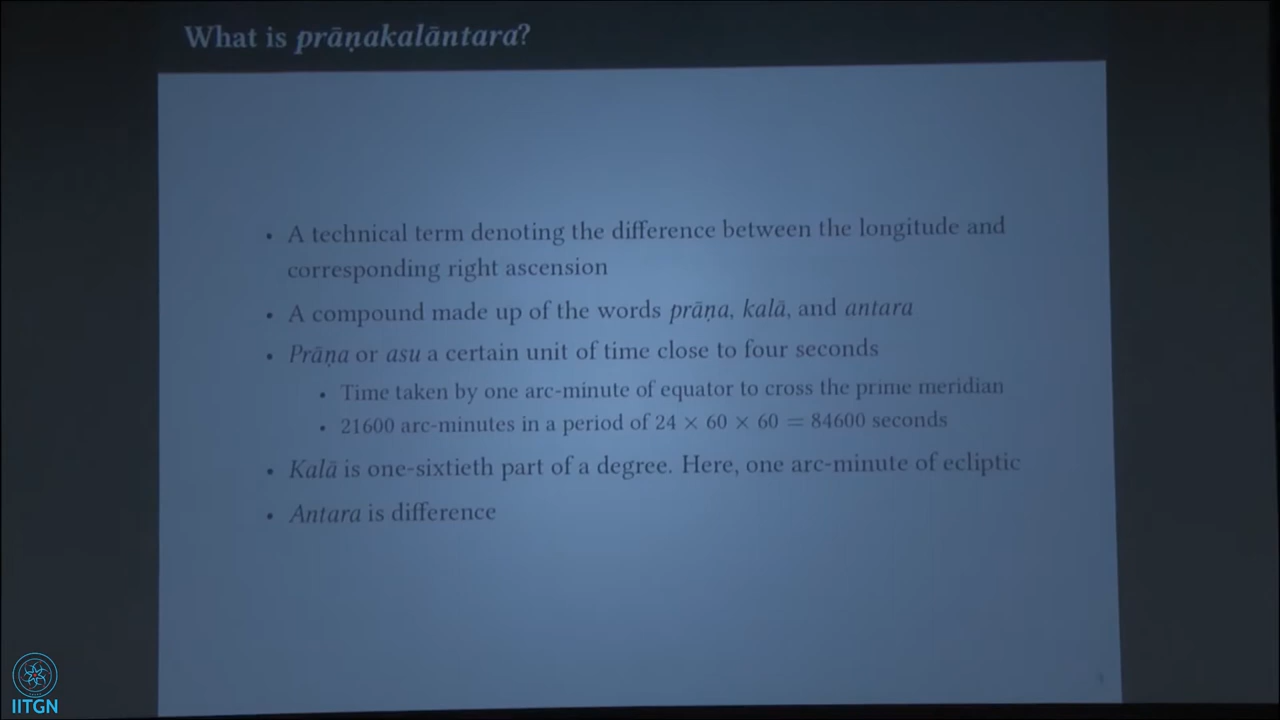 What is prāṇakalāntara?
• A technical term denoting the difference between the longitude and
corresponding right ascension
• A compound made up of the words prāṇa, kalā, and antara
• Prāṇa or asu a certain unit of time close to four seconds
• Time taken by one arc-minute of equator to cross the prime meridian
• 21600 arc-minutes in a period of 24 × 60 × 60 = 84600 seconds
• Kalā is one-sixtieth part of a degree. Here, one arc-minute of ecliptic
• Antara is difference
IITGN